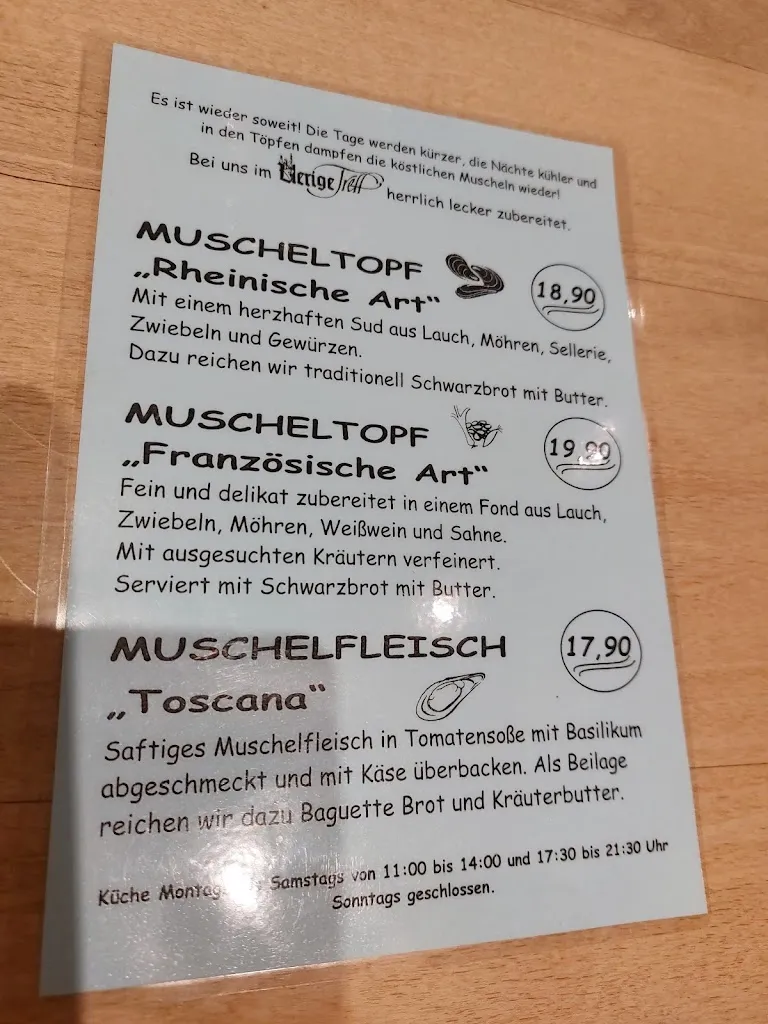 Es ist wieder soweit! Die Tage werden kürzer, die Nächte kühler und
in den Töpfen dampfen die köstlichen Muscheln wieder!
Bei uns im Uerige Treff herrlich lecker zubereitet.
MUSCHELTOPF
„Rheinische Art“
18,90
Mit einem herzhaften Sud aus Lauch, Möhren, Sellerie,
Zwiebeln und Gewürzen.
Dazu reichen wir traditionell Schwarzbrot mit Butter.
MUSCHELTOPF
„Französische Art“
19,90
Fein und delikat zubereitet in einem Fond aus Lauch,
Zwiebeln, Möhren, Weißwein und Sahne.
Mit ausgesuchten Kräutern verfeinert.
Serviert mit Schwarzbrot mit Butter.
MUSCHELFLEISCH
17,90
„Toscana“
Saftiges Muschelfleisch in Tomatensoße mit Basilikum
abgeschmeckt und mit Käse überbacken. Als Beilage
reichen wir dazu Baguette Brot und Kräuterbutter.
Küche Montags Samstags von 11:00 bis 14:00 und 17:30 bis 21:30 Uhr
Sonntags geschlossen.